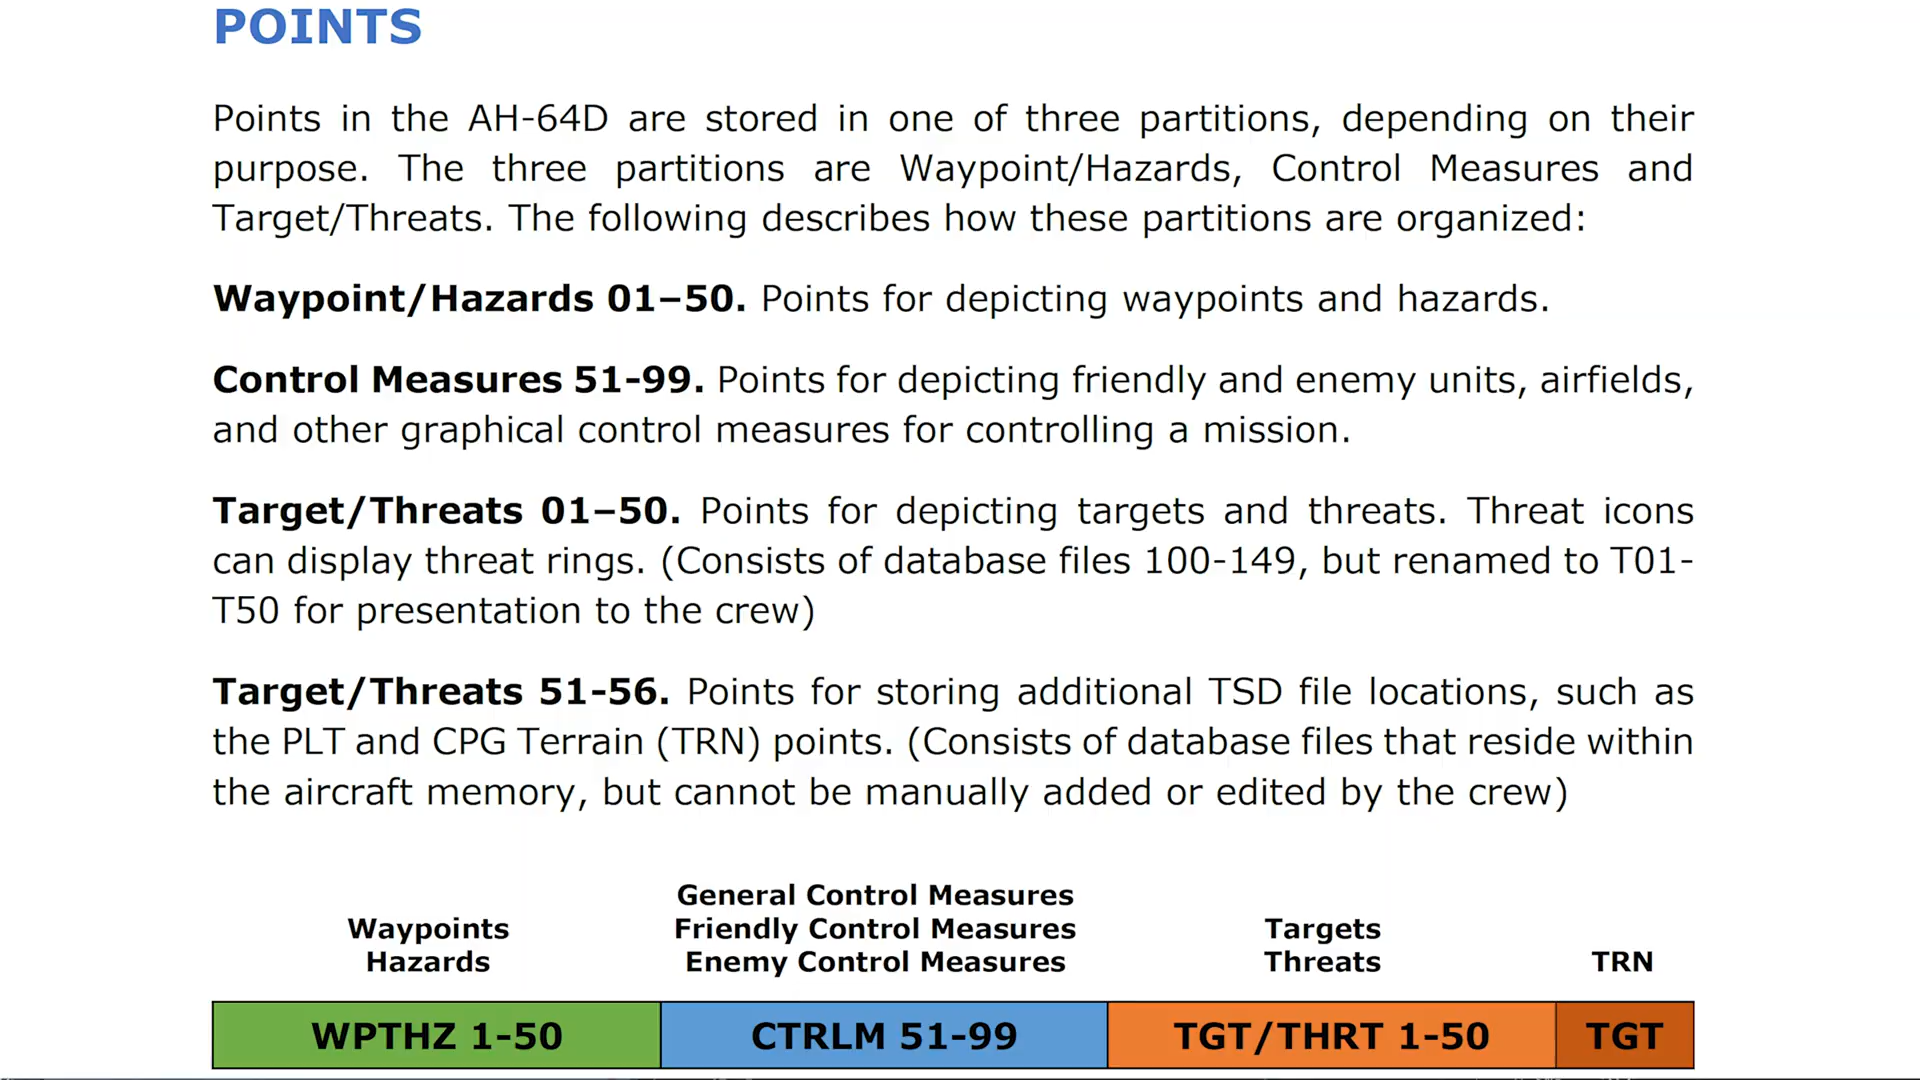 POINTS
Points in the AH-64D are stored in one of three partitions, depending on their
purpose. The three partitions are Waypoint/Hazards, Control Measures and
Target/Threats. The following describes how these partitions are organized:
Waypoint/Hazards 01–50. Points for depicting waypoints and hazards.
Control Measures 51-99. Points for depicting friendly and enemy units, airfields,
and other graphical control measures for controlling a mission.
Target/Threats 01–50. Points for depicting targets and threats. Threat icons
can display threat rings. (Consists of database files 100-149, but renamed to T01-
T50 for presentation to the crew)
Target/Threats 51-56. Points for storing additional TSD file locations, such as
the PLT and CPG Terrain (TRN) points. (Consists of database files that reside within
the aircraft memory, but cannot be manually added or edited by the crew)
Waypoints
Hazards
General Control Measures
Friendly Control Measures
Enemy Control Measures
Targets
Threats
TRN
WPTHZ 1-50
CTRLM 51-99
TGT/THRT 1-50
TGT